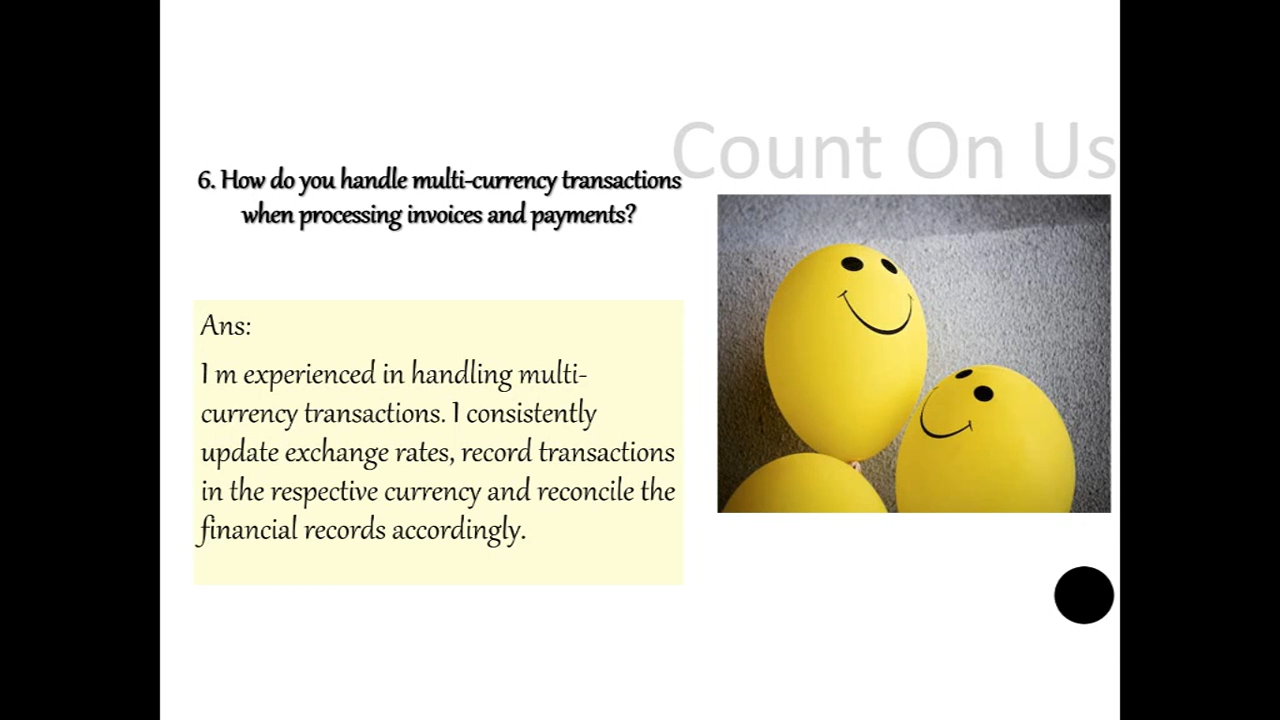 Count On Us
6. How do you handle multi-currency transactions
when processing invoices and payments?
Ans:
I m experienced in handling multi-
currency transactions. I consistently
update exchange rates, record transactions
in the respective currency and reconcile the
financial records accordingly.